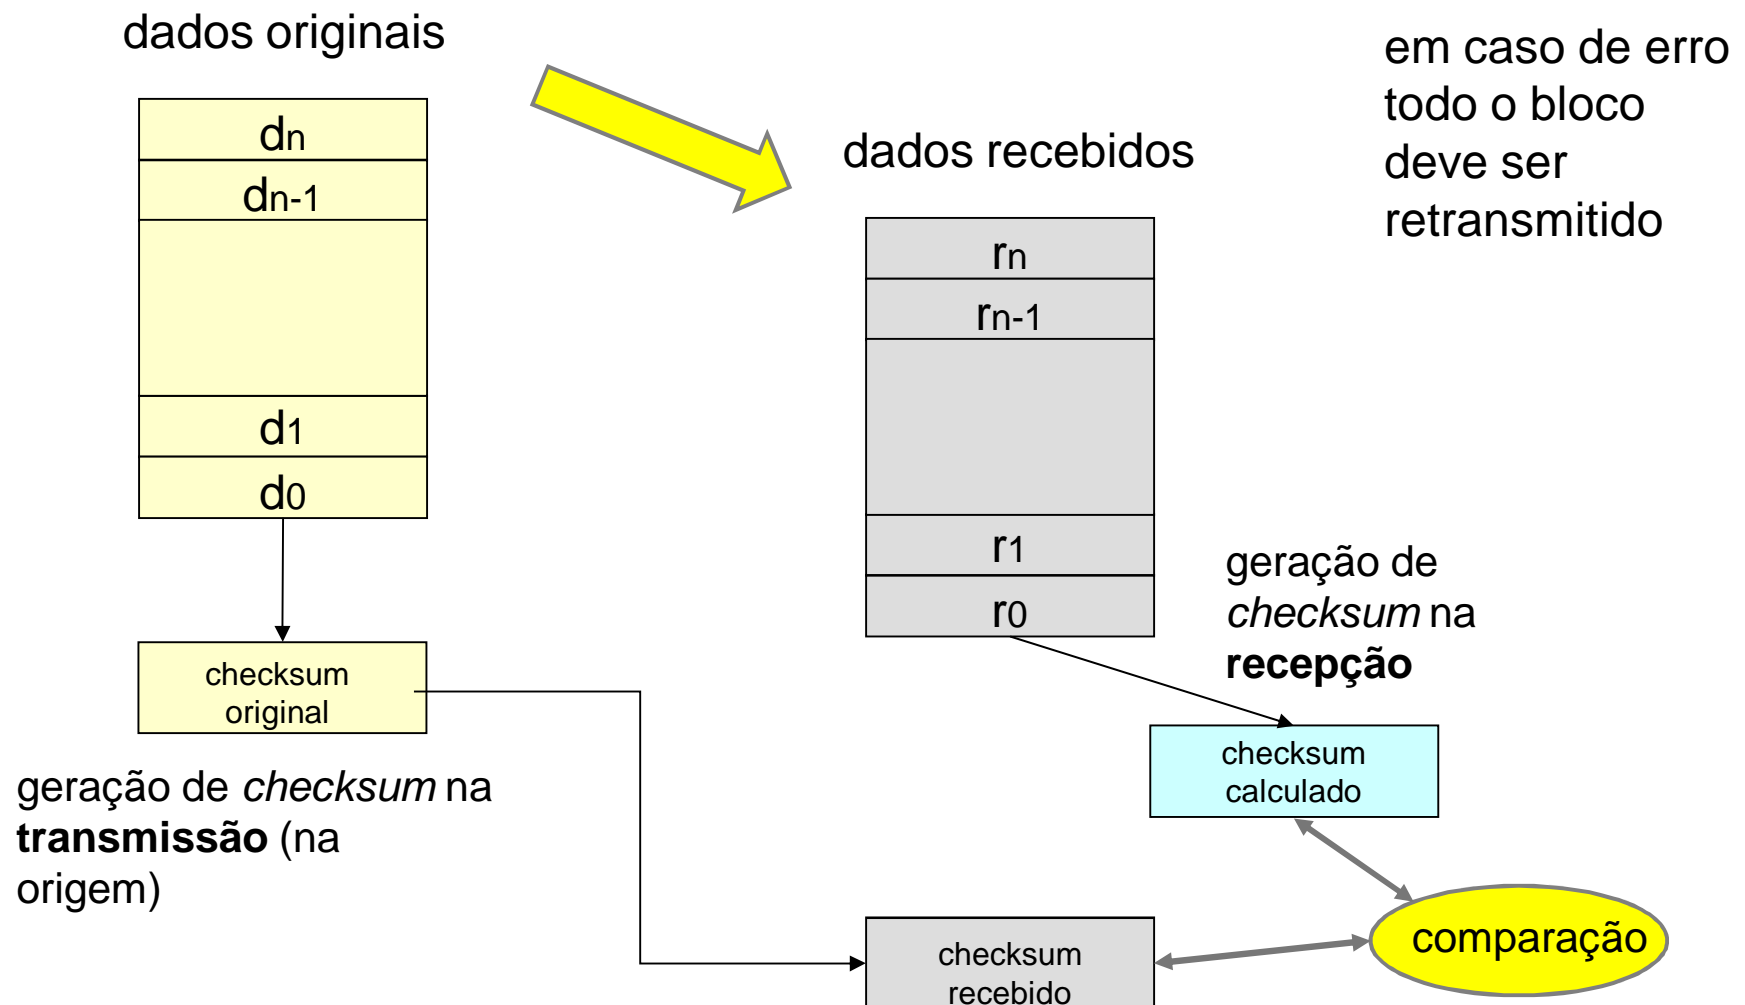 dados originais
dn
dn-1
d1
d0
checksum
original
geração de checksum na
transmissão (na
origem)
dados recebidos
rn
rn-1
r1
r0
em caso de erro
todo o bloco
deve ser
retransmitido
geração de
checksum na
recepção
checksum
calculado
checksum
recebido
comparação